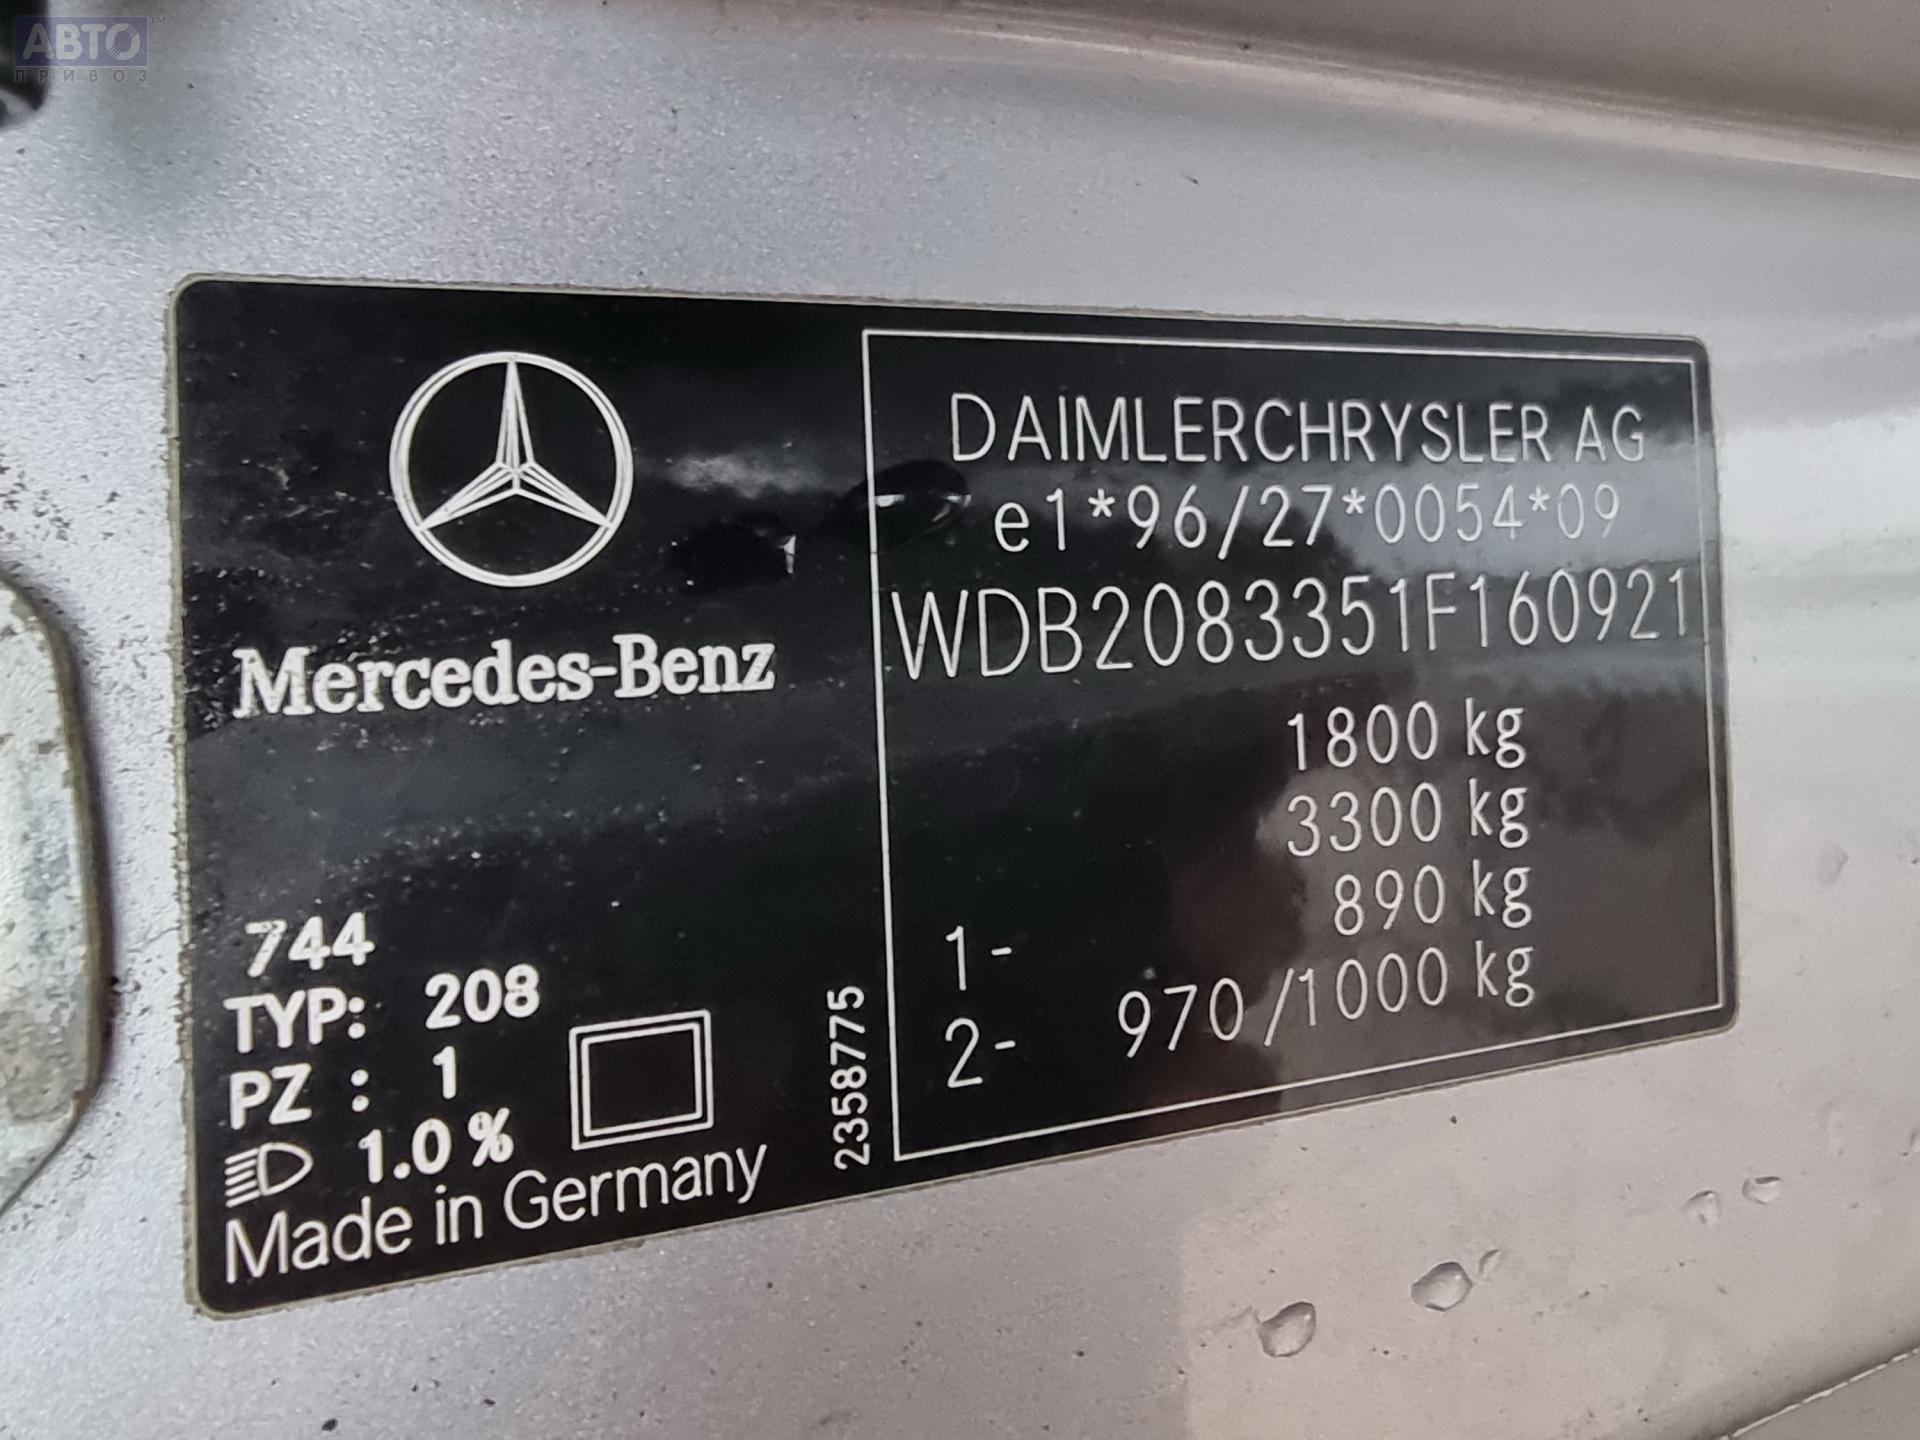 АВТО™
ПРИВОЗ
Mercedes-Benz
744
TYP: 208
PZ : 1
1.0 %
Made in Germany
2358775
DAIMLERCHRYSLER AG
e1*96/27*0054*09
WDB2083351F160921
1800 kg
3300 kg
1- 890 kg
2- 970/1000 kg